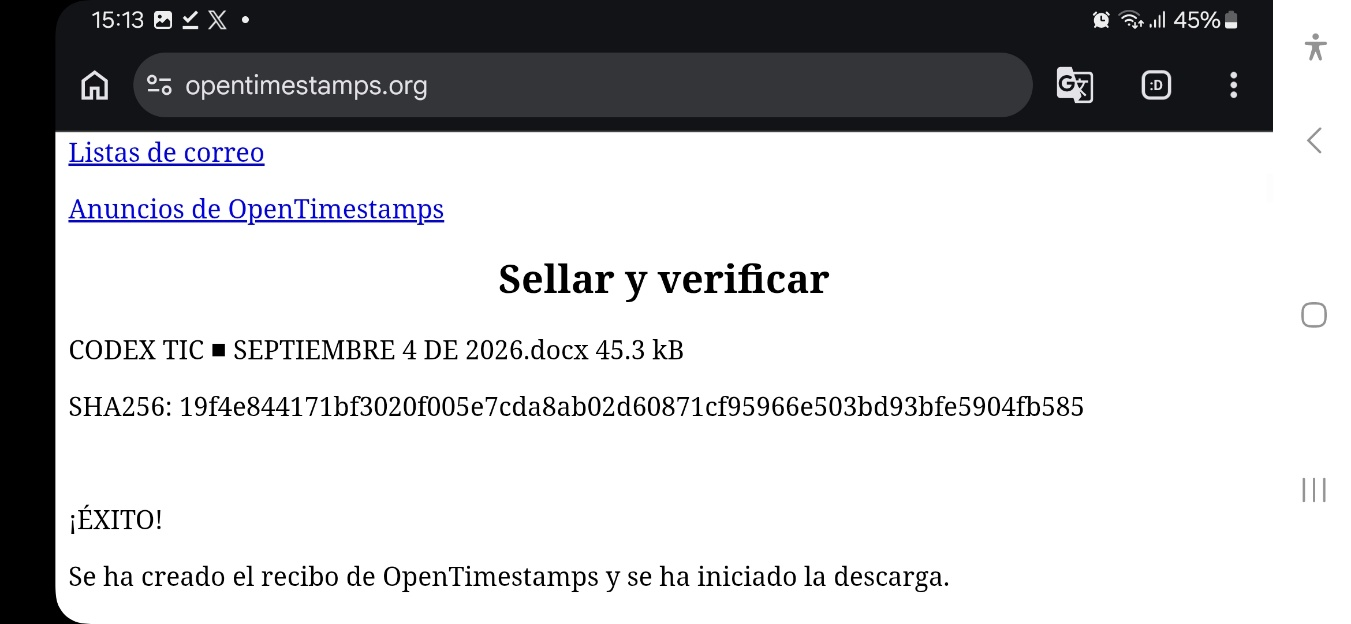 15:13 45%
opentimestamps.org :D
Listas de correo
Anuncios de OpenTimestamps
Sellar y verificar
CODEX TIC ■ SEPTIEMBRE 4 DE 2026.docx 45.3 kB
SHA256: 19f4e844171bf3020f005e7cda8ab02d60871cf95966e503bd93bfe5904fb585
¡ÉXITO!
Se ha creado el recibo de OpenTimestamps y se ha iniciado la descarga.